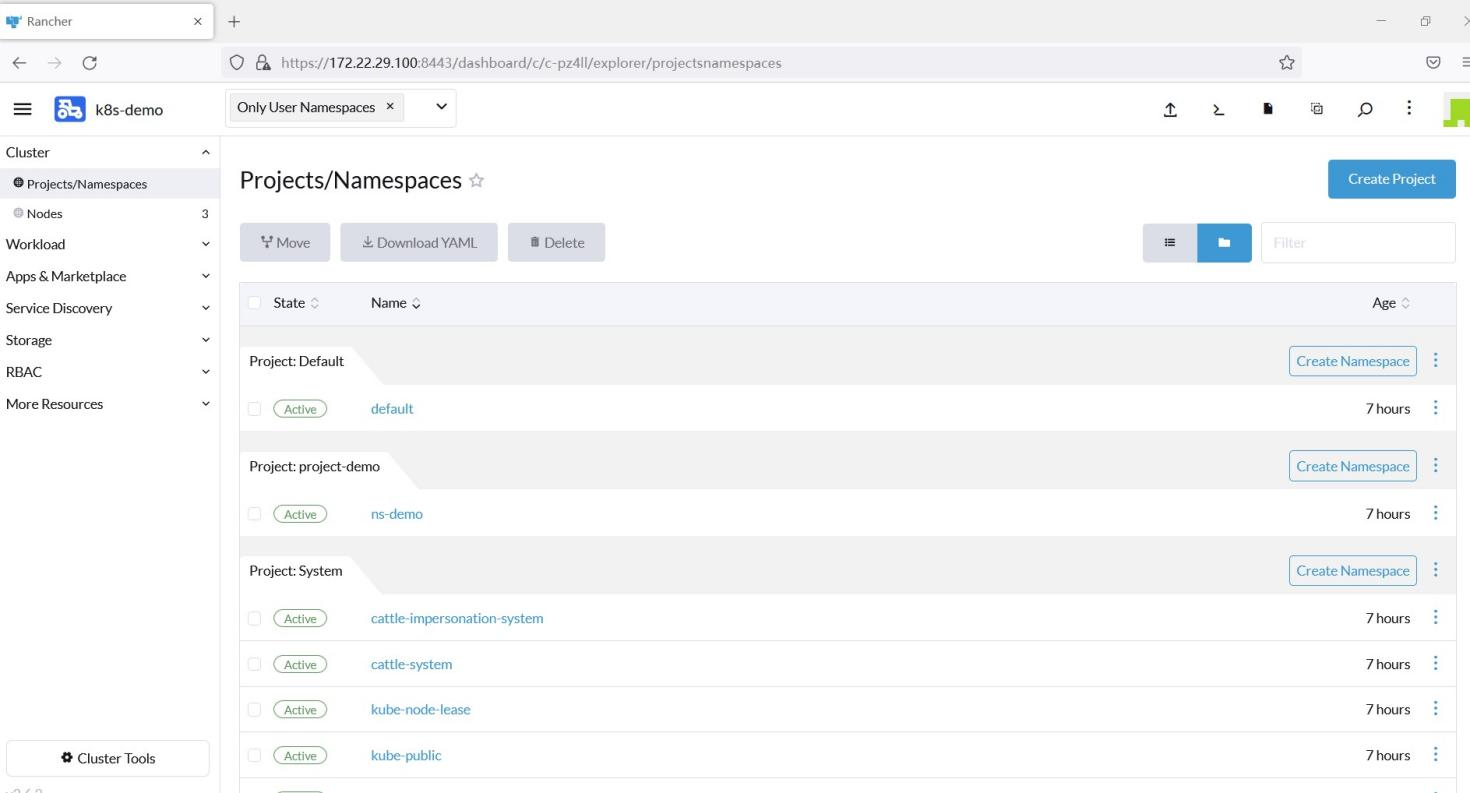 Rancher
https://172.22.29.100:8443/dashboard/c/c-pz4ll/explorer/projectsnamespaces
k8s-demo
Only User Namespaces
Cluster
Projects/Namespaces
Nodes 3
Workload
Apps & Marketplace
Service Discovery
Storage
RBAC
More Resources
Cluster Tools
Projects/Namespaces
Create Project
Move Download YAML Delete
Filter
State Name Age
Project: Default Create Namespace
Active default 7 hours
Project: project-demo Create Namespace
Active ns-demo 7 hours
Project: System Create Namespace
Active cattle-impersonation-system 7 hours
Active cattle-system 7 hours
Active kube-node-lease 7 hours
Active kube-public 7 hours